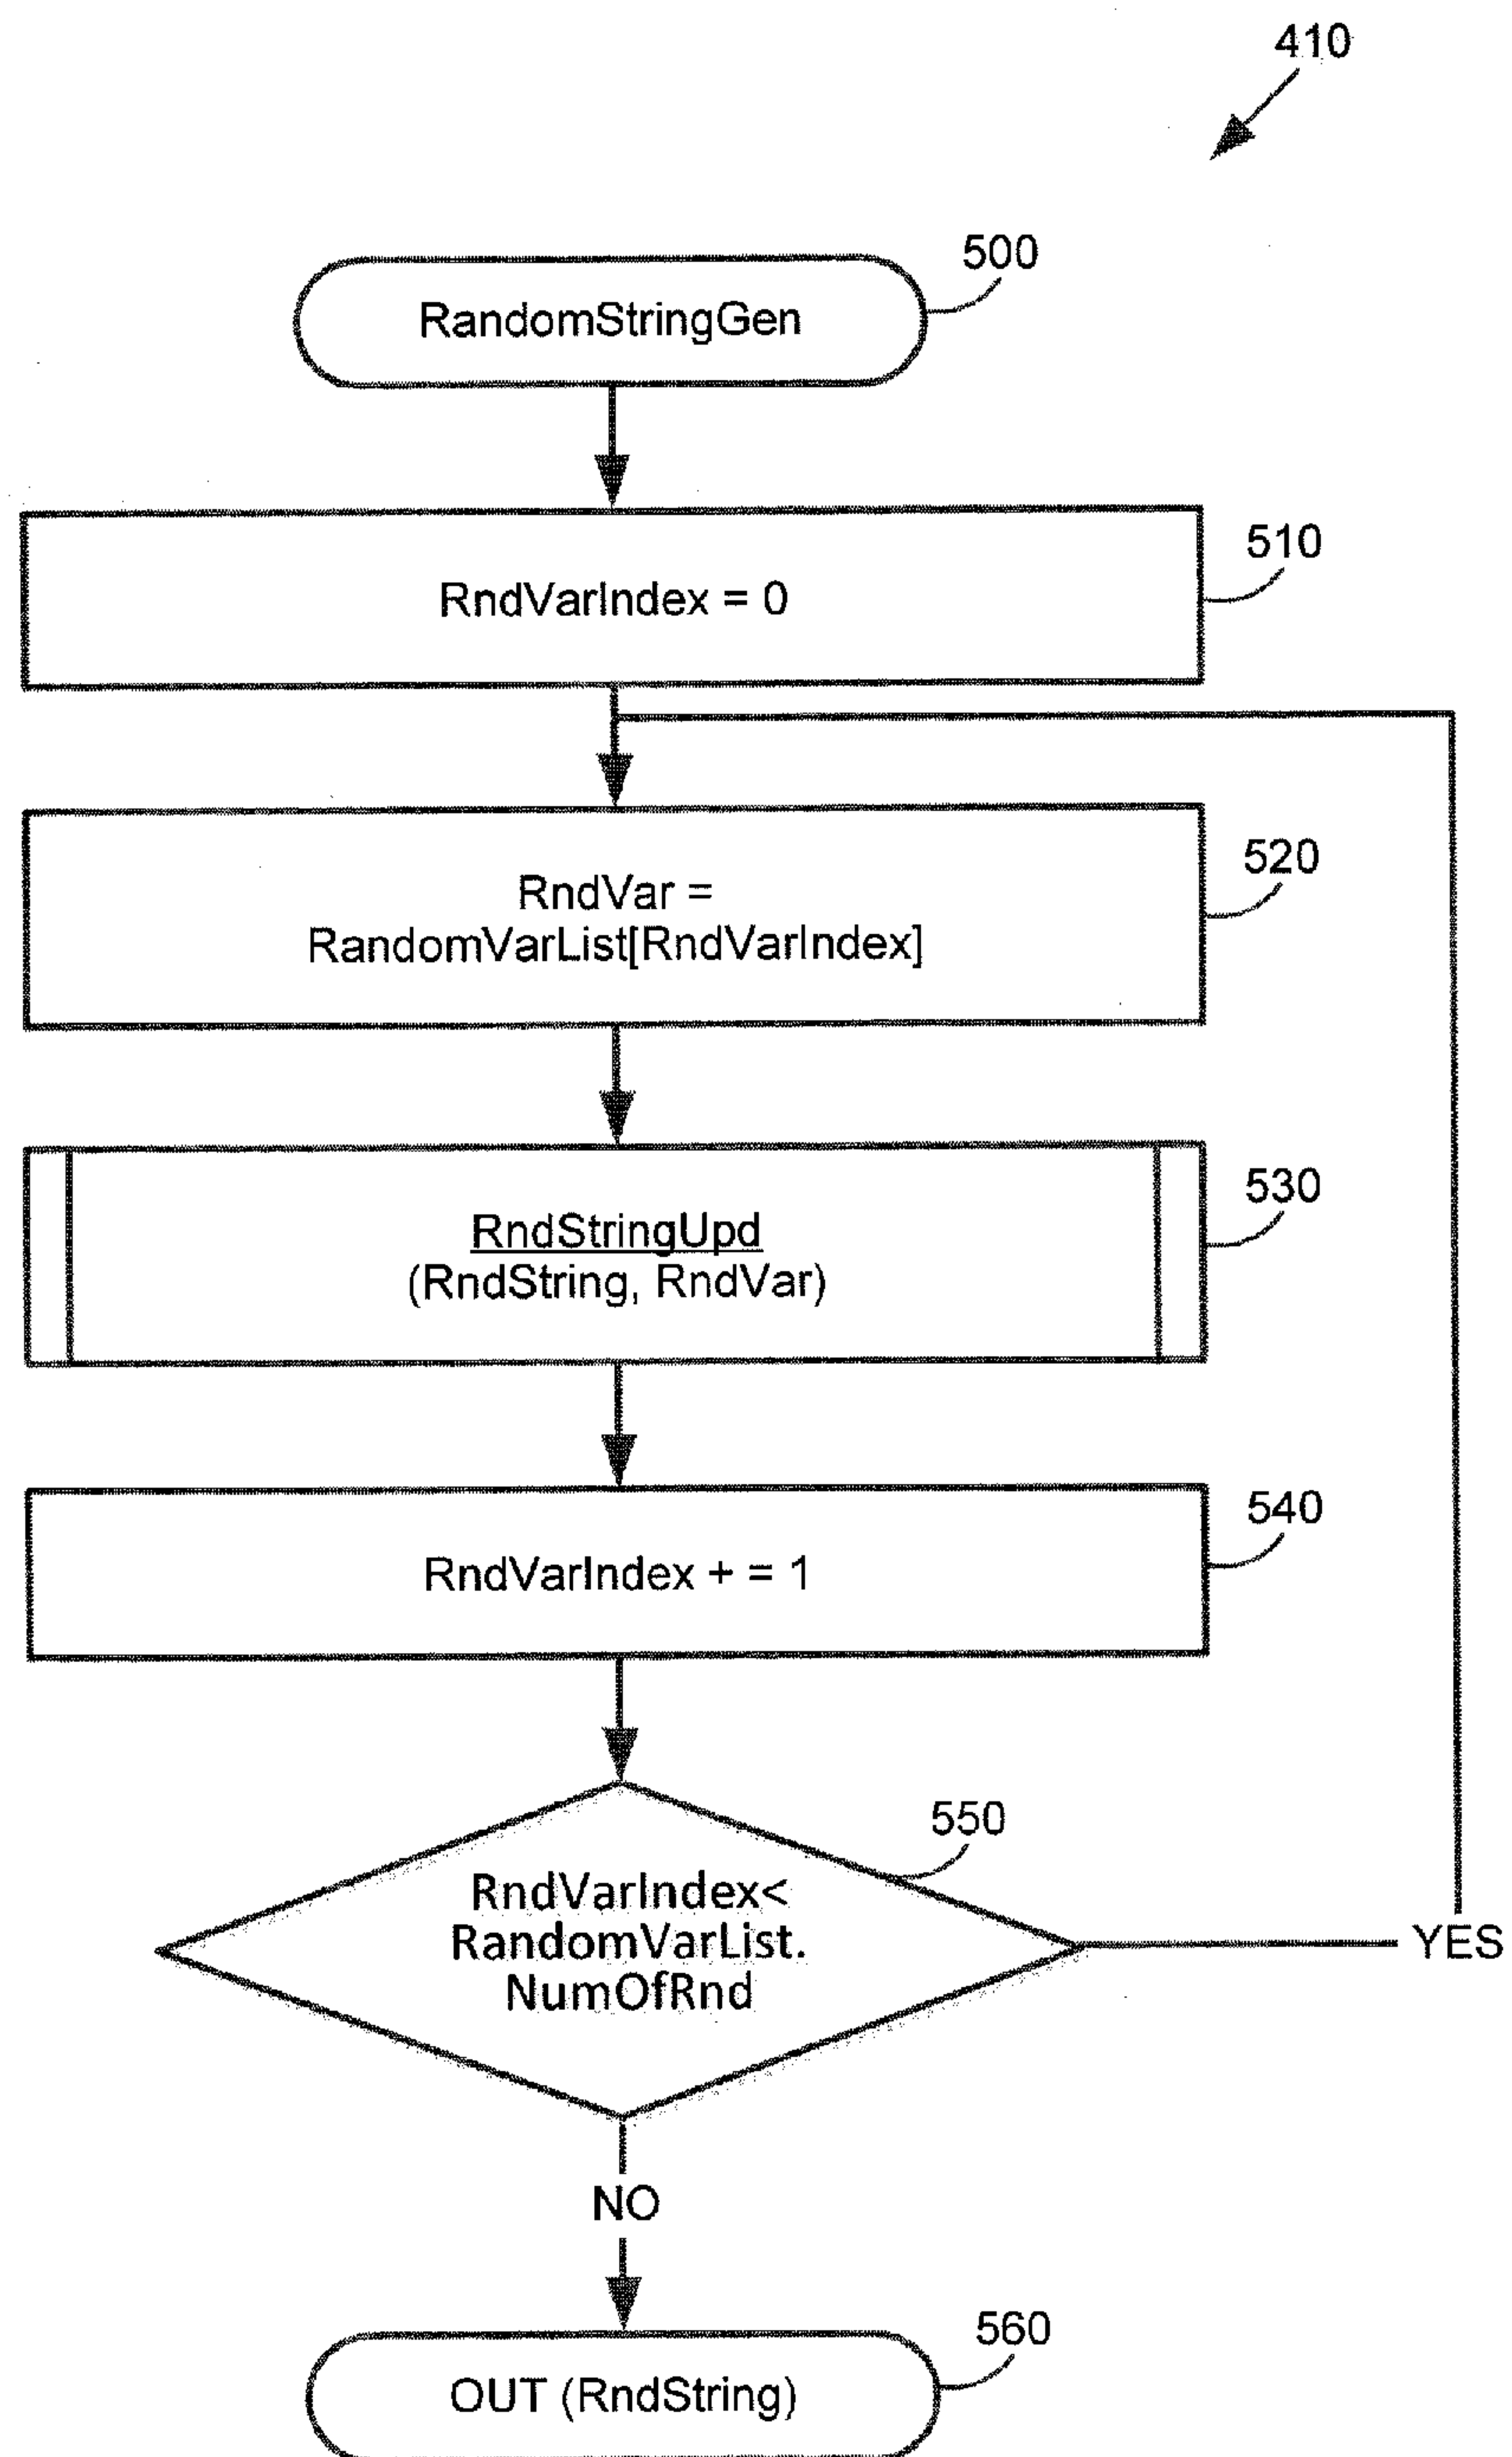 410
500
RandomStringGen
510
RndVarIndex = 0
520
RndVar =
RandomVarList[RndVarIndex]
530
RndStringUpd
(RndString, RndVar)
540
RndVarIndex + = 1
550
RndVarIndex<
RandomVarList.
NumOfRnd
YES
NO
560
OUT (RndString)